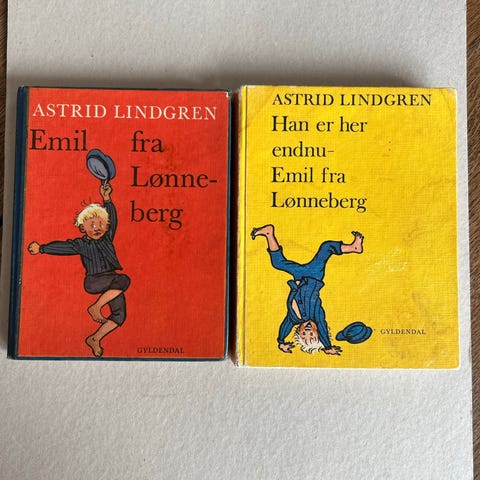 ASTRID LINDGREN
Emil fra
Lønne-
berg
GYLDENDAL
ASTRID LINDGREN
Han er her
endnu-
Emil fra
Lønneberg
GYLDENDAL